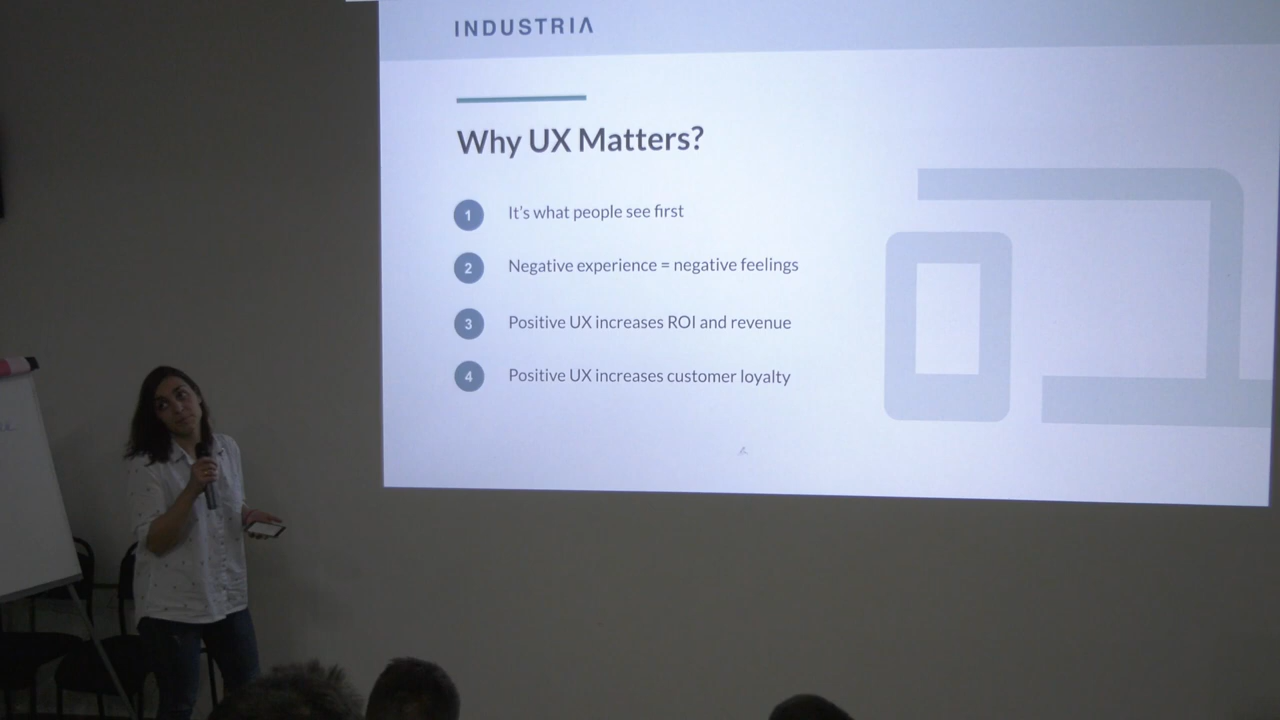 INDUSTRIA
Why UX Matters?
1 It's what people see first
2 Negative experience = negative feelings
3 Positive UX increases ROI and revenue
4 Positive UX increases customer loyalty